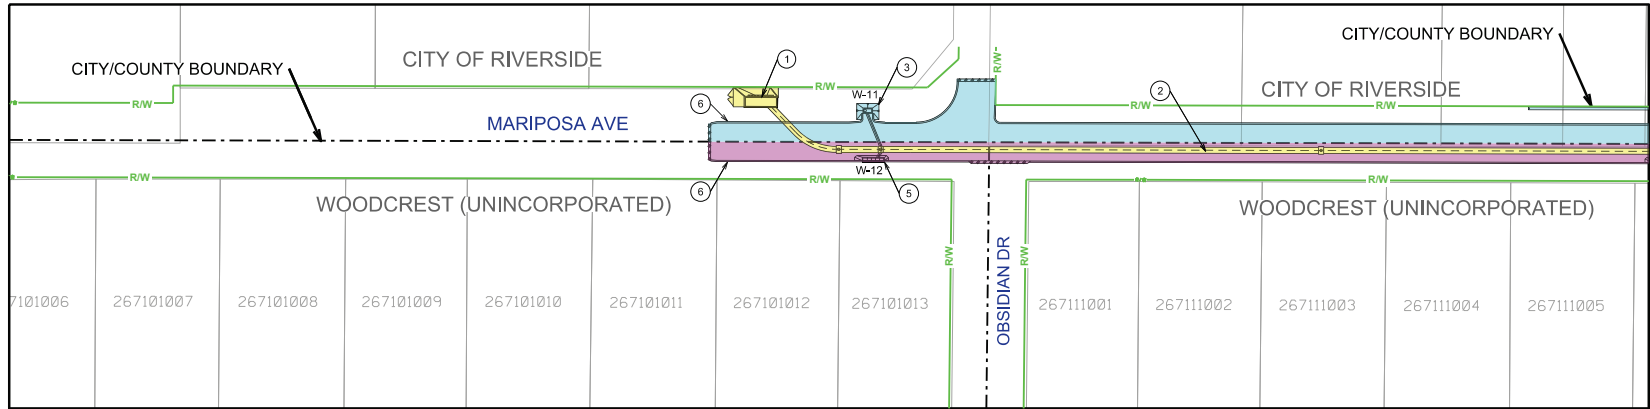 CITY/COUNTY BOUNDARY
CITY OF RIVERSIDE
CITY/COUNTY BOUNDARY
CITY OF RIVERSIDE
1
3
2
6
W-11
R/W
R/W
R/W
R/W
R/W
MARIPOSA AVE
W-12
6
5
R/W
R/W
R/W
WOODCREST (UNINCORPORATED)
WOODCREST (UNINCORPORATED)
R/W
R/W
OBSIDIAN DR
7101006
267101007
267101008
267101009
267101010
267101011
267101012
267101013
267111001
267111002
267111003
267111004
267111005